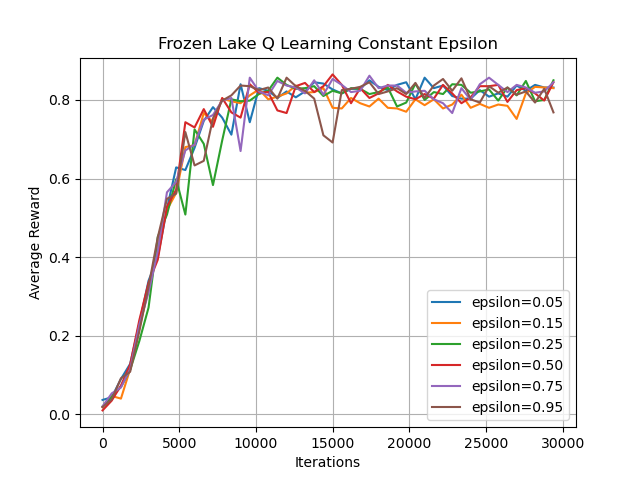 Frozen Lake Q Learning Constant Epsilon
Average Reward
0.8
0.6
0.4
0.2
0.0
epsilon=0.05
epsilon=0.15
epsilon=0.25
epsilon=0.50
epsilon=0.75
epsilon=0.95
0 5000 10000 15000 20000 25000 30000
Iterations